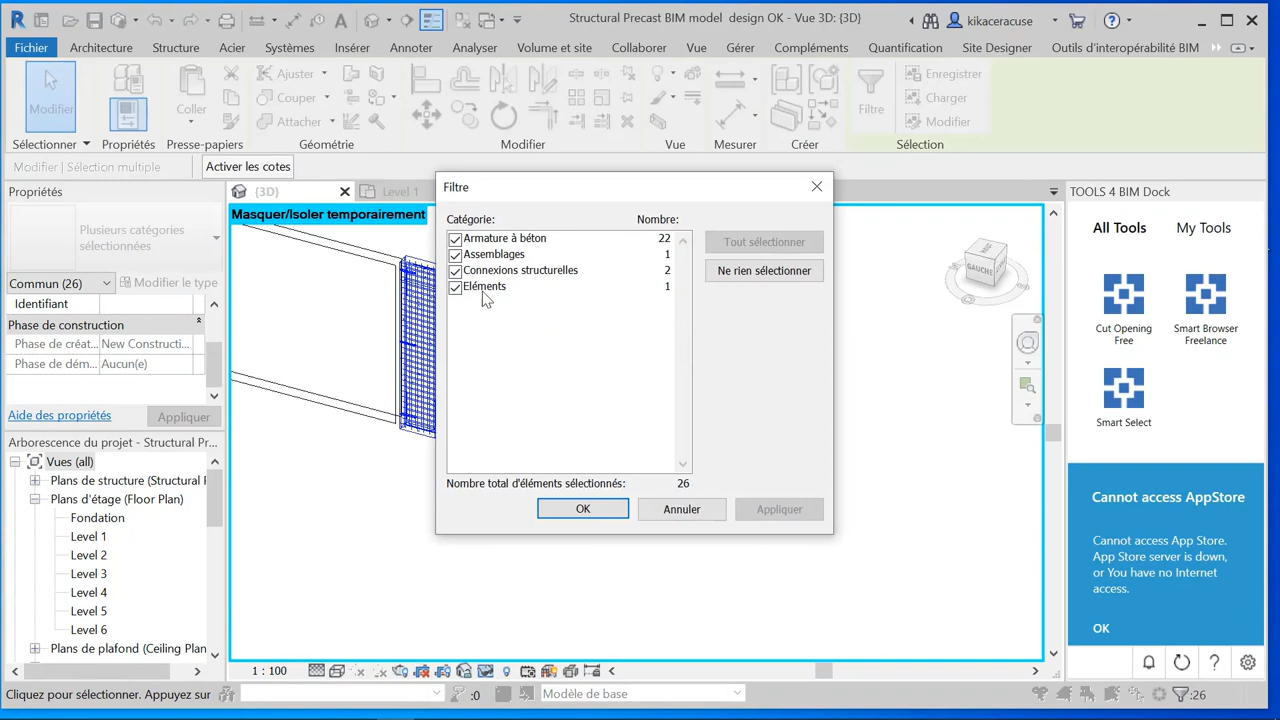 Structural Precast BIM model design OK - Vue 3D: {3D}
kikaceracuse
Fichier Architecture Structure Acier Systèmes Insérer Annoter Analyser Volume et site Collaborer Vue Gérer Compléments Quantification Site Designer Outils d'interopérabilité BIM
Modifier
Coller
Ajuster
Couper
Attacher
Filtre
Enregistrer
Charger
Modifier
Sélectionner Propriétés Presse-papiers Géométrie Modifier Vue Mesurer Créer Sélection
Modifier | Sélection multiple Activer les cotes
Propriétés
Plusieurs catégories
sélectionnées
Commun (26) Modifier le type
Identifiant
Phase de construction
Phase de créat... New Constructi...
Phase de dém... Aucun(e)
Aide des propriétés Appliquer
Arborescence du projet - Structural Pr...
Vues (all)
Plans de structure (Structural F
Plans d'étage (Floor Plan)
Fondation
Level 1
Level 2
Level 3
Level 4
Level 5
Level 6
Plans de plafond (Ceiling Plan
{3D} Level 1
Masquer/Isoler temporairement
Filtre
Catégorie: Nombre:
Armature à béton 22
Assemblages 1
Connexions structurelles 2
Eléments 1
Tout sélectionner
Ne rien sélectionner
Nombre total d'éléments sélectionnés: 26
OK Annuler Appliquer
GAUCHE
TOOLS 4 BIM Dock
All Tools My Tools
Cut Opening
Free
Smart Browser
Freelance
Smart Select
Cannot access AppStore
Cannot access App Store.
App Store server is down,
or You have no Internet
access.
OK
1 : 100
Cliquez pour sélectionner. Appuyez sur :0 Modèle de base :26